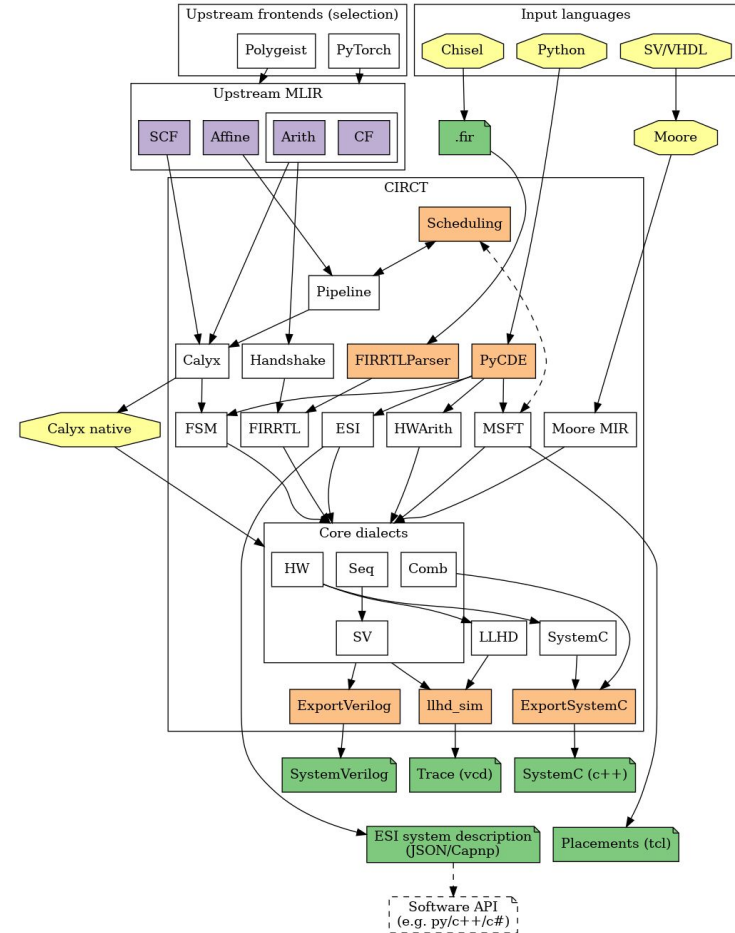 Upstream frontends (selection)
Input languages
Polygeist
PyTorch
Chisel
Python
SV/VHDL
Upstream MLIR
SCF
Affine
Arith
CF
.fir
Moore
CIRCT
Scheduling
Pipeline
Calyx
Handshake
FIRRTLParser
PyCDE
Calyx native
FSM
FIRRTL
ESI
HWArith
MSFT
Moore MIR
Core dialects
HW
Seq
Comb
SV
LLHD
SystemC
ExportVerilog
llhd_sim
ExportSystemC
SystemVerilog
Trace (vcd)
SystemC (c++)
ESI system description
(JSON/Capnp)
Placements (tcl)
Software API
(e.g. py/c++/c#)